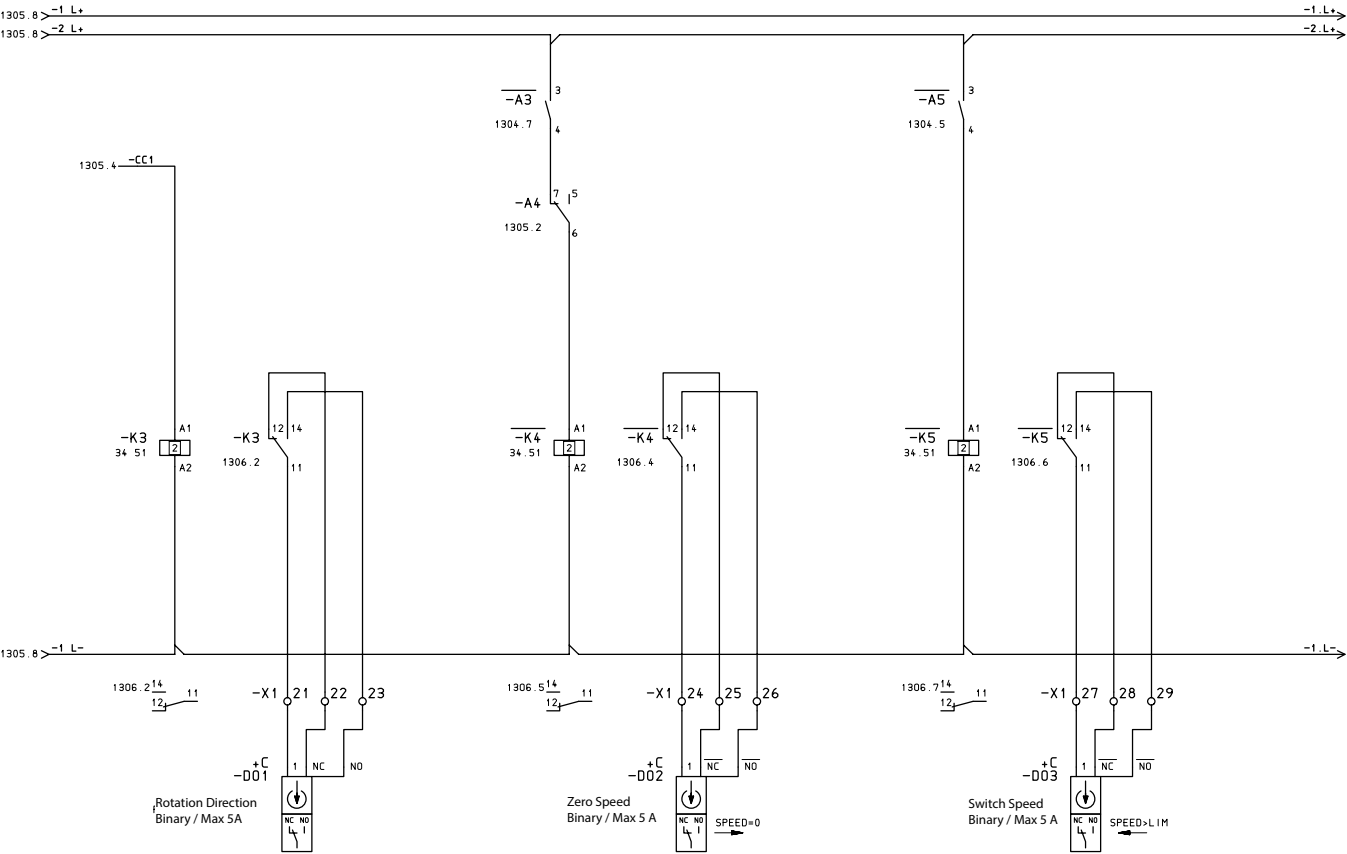 1305.8 -1 L+ -1.L+
1305.8 -2 L+ -2.L+
-A3 3
1304.7 4
-A5 3
1304.5 4
1305.4 -CC1
-A4 7 5
1305.2 6
-K3 A1
34 51 2
A2
-K3 12 14
1306.2 11
-K4 A1
34.51 2
A2
-K4 12 14
1306.4 11
-K5 A1
34.51 2
A2
-K5 12 14
1306.6 11
1305.8 -1 L- -1.L-
1306.2 14 11
12
-X1 21 22 23
1306.5 14 11
12
-X1 24 25 26
1306.7 14 11
12
-X1 27 28 29
+C
-DO1 1 NC NO
Rotation Direction
Binary / Max 5A
NC NO
+C
-DO2 1 NC NO
Zero Speed
Binary / Max 5 A
NC NO SPEED=0
+C
-DO3 1 NC NO
Switch Speed
Binary / Max 5 A
NC NO SPEED>LIM